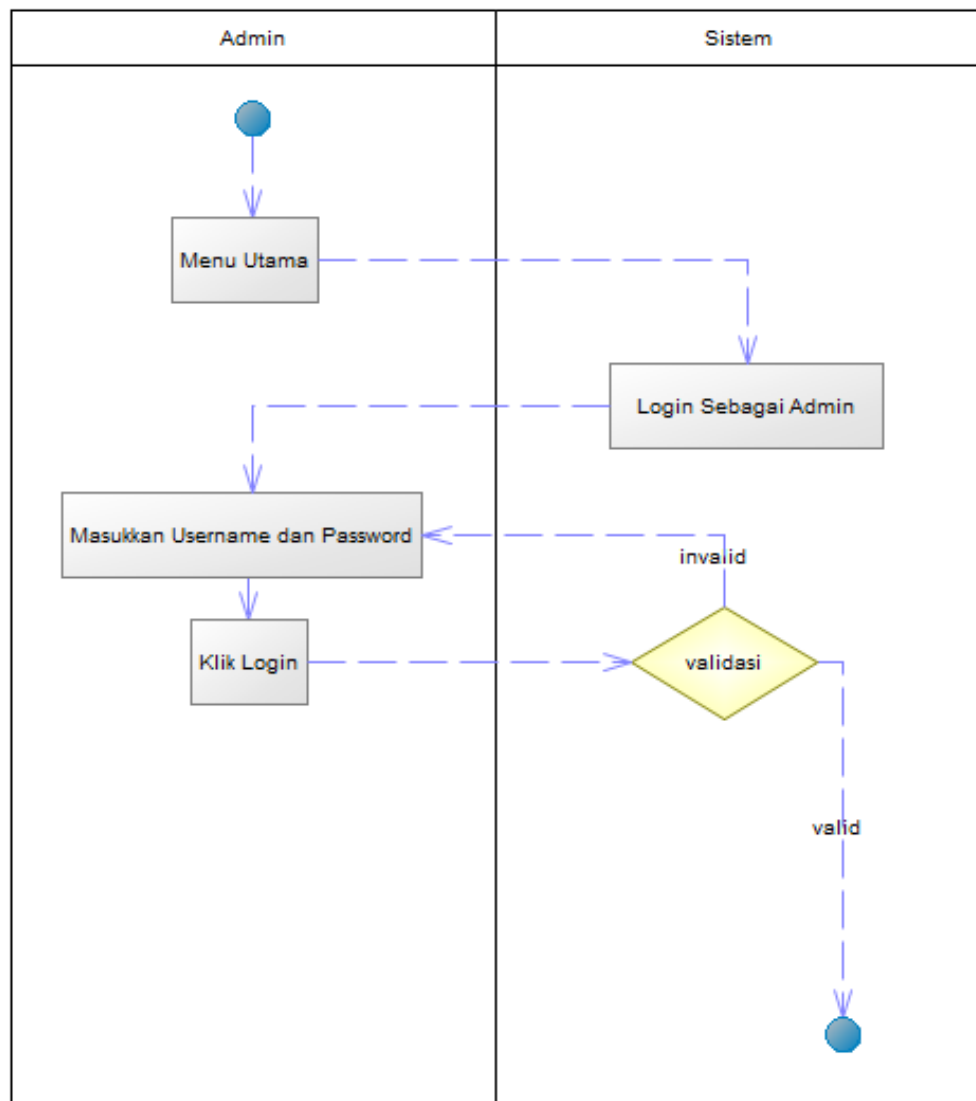 Admin
Sistem
Menu Utama
Login Sebagai Admin
Masukkan Username dan Password
invalid
Klik Login
validasi
valid